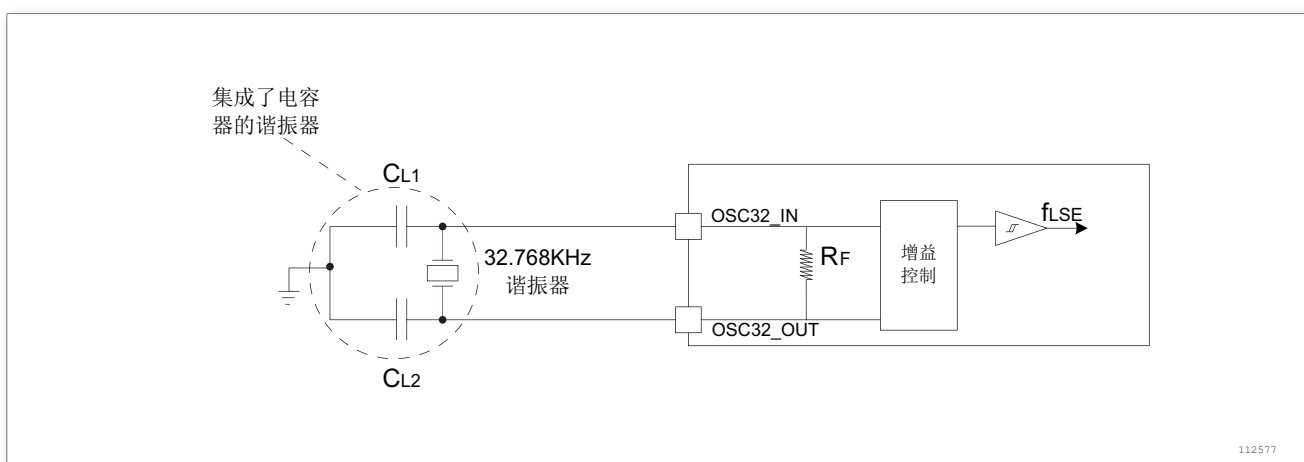 集成了电容
器的谐振器
CL1
OSC32_IN
fLSE
32.768KHz
谐振器
RF
增益
控制
OSC32_OUT
CL2
112577